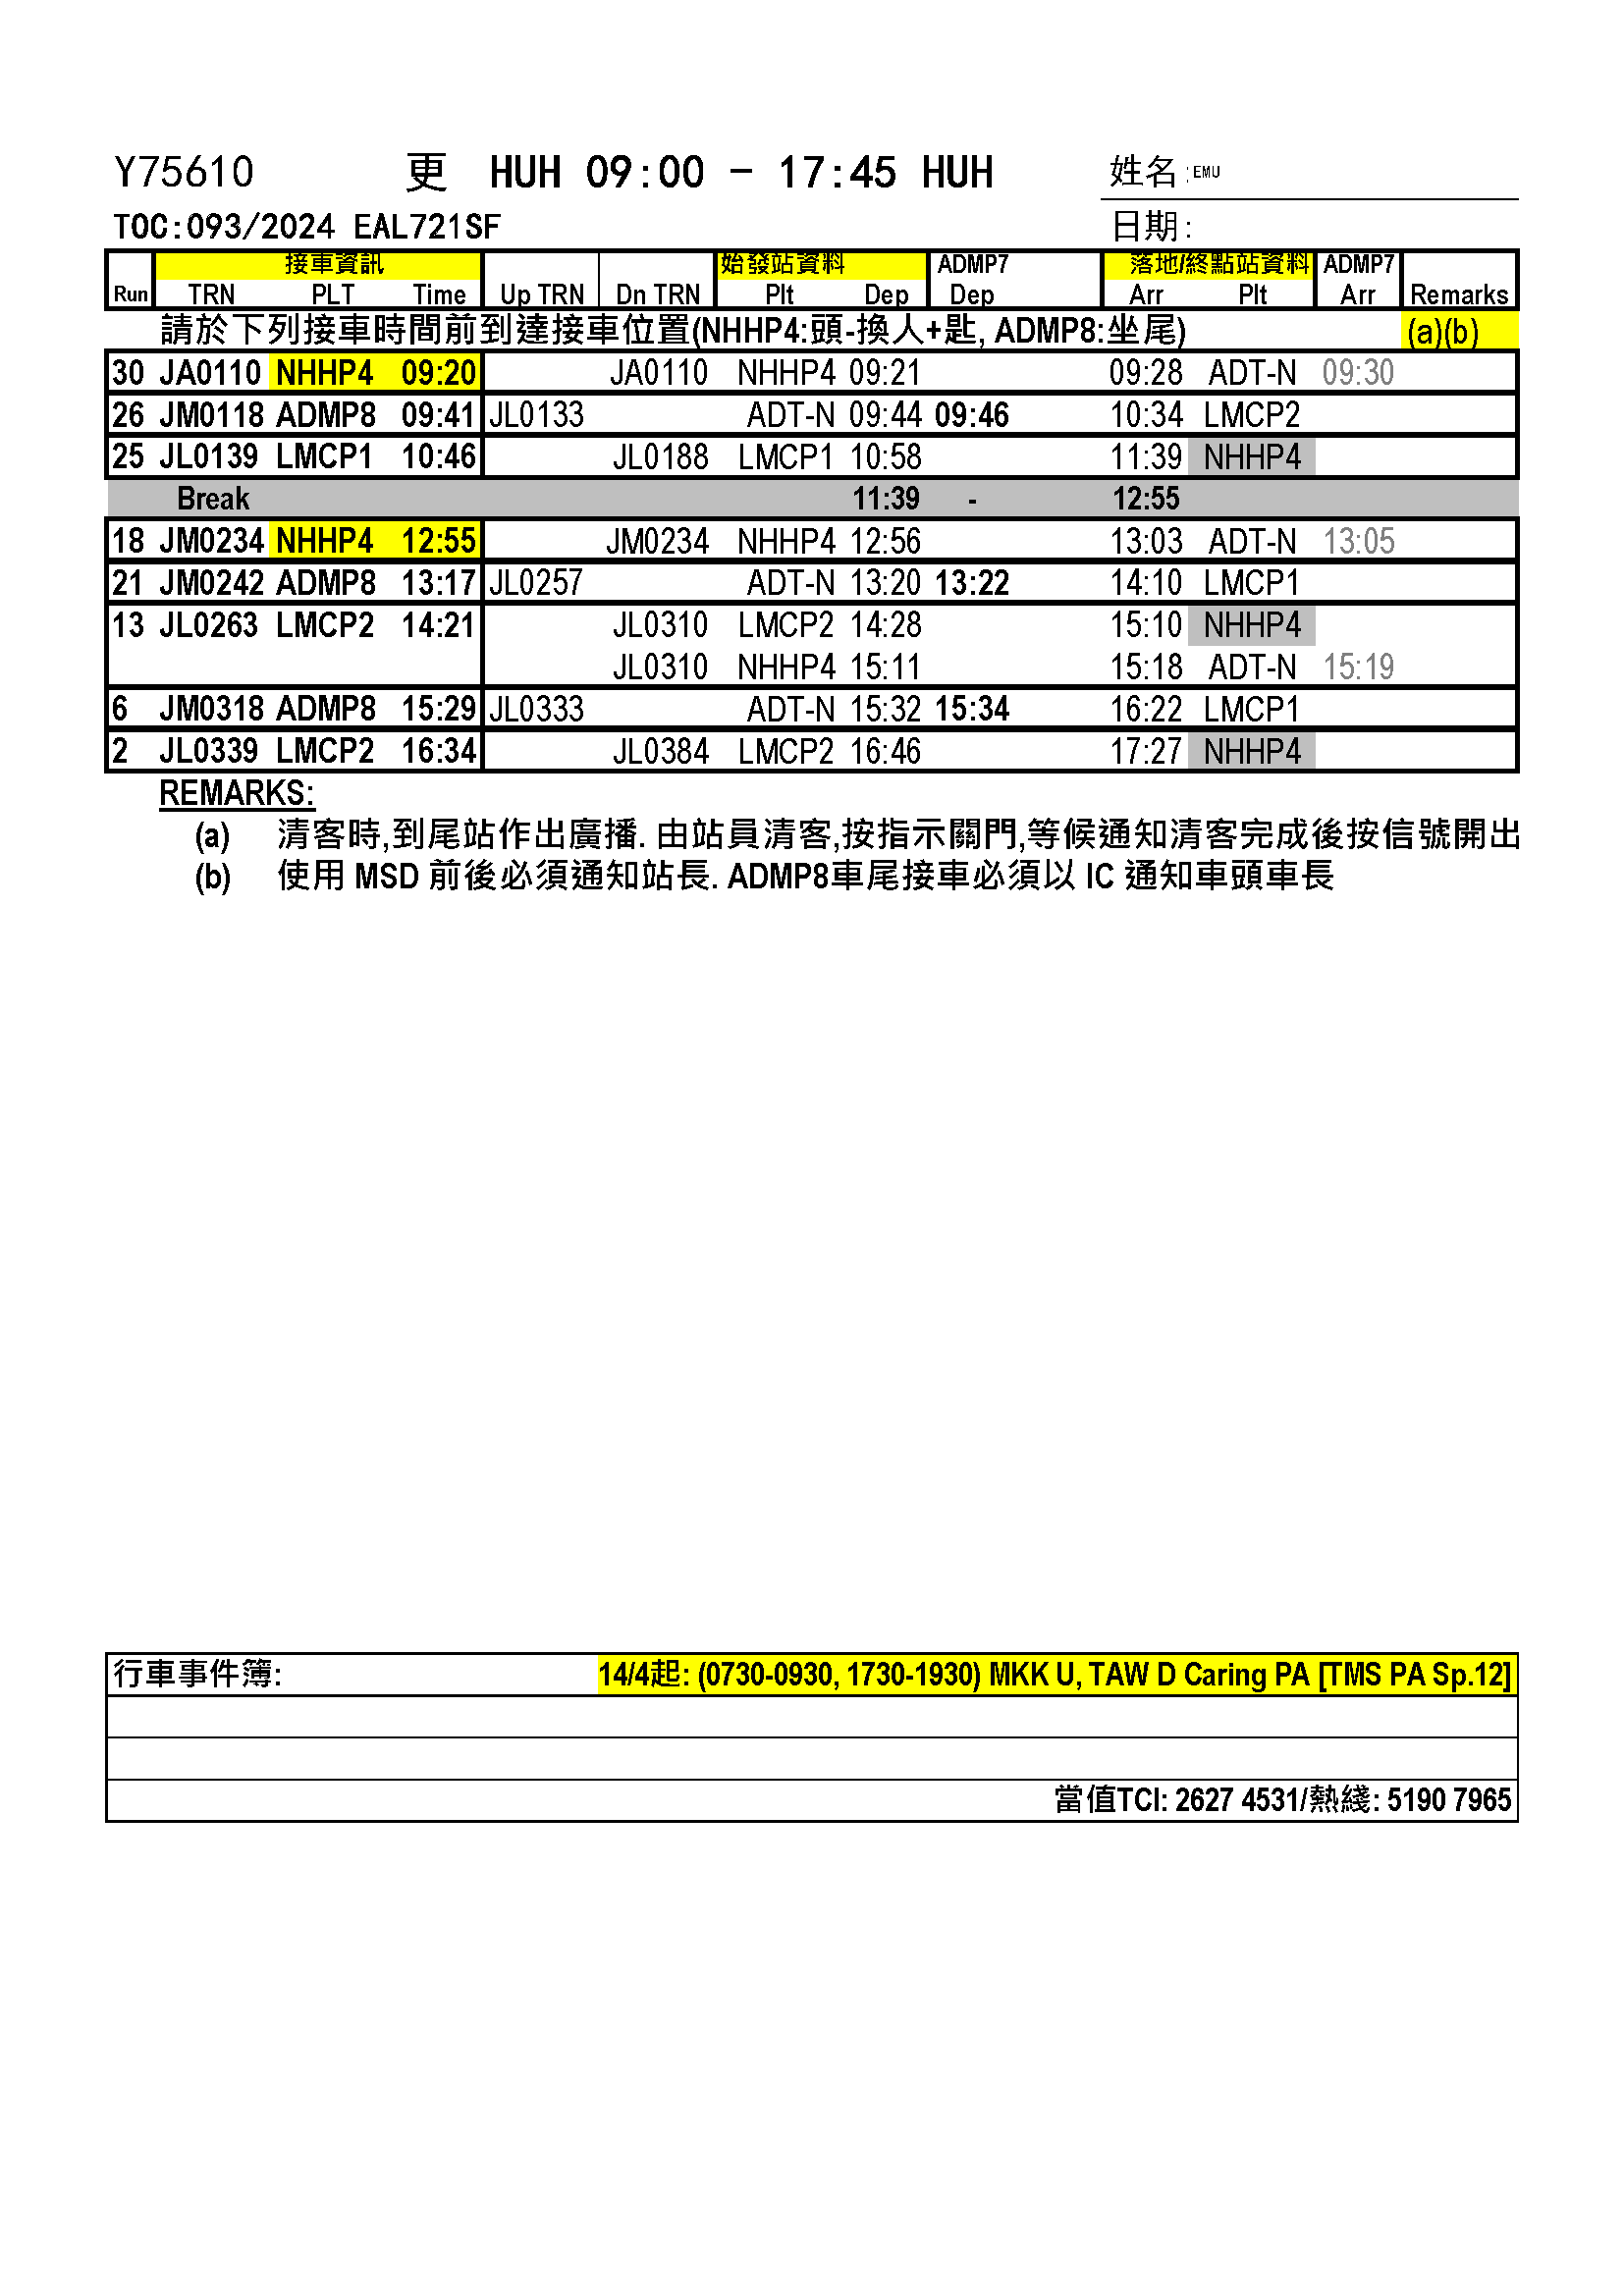 Y75610 更 HUH 09:00 - 17:45 HUH 姓名:EMU
TOC:093/2024 EAL721SF 日期:
接車資訊 始發站資料 ADMP7 落地/終點站資料 ADMP7
Run TRN PLT Time Up TRN Dn TRN Plt Dep Dep Arr Plt Arr Remarks
請於下列接車時間前到達接車位置(NHHP4:頭-換人+匙, ADMP8:坐尾) (a)(b)
30 JA0110 NHHP4 09:20 JA0110 NHHP4 09:21 09:28 ADT-N 09:30
26 JM0118 ADMP8 09:41 JL0133 ADT-N 09:44 09:46 10:34 LMCP2
25 JL0139 LMCP1 10:46 JL0188 LMCP1 10:58 11:39 NHHP4
Break 11:39 - 12:55
18 JM0234 NHHP4 12:55 JM0234 NHHP4 12:56 13:03 ADT-N 13:05
21 JM0242 ADMP8 13:17 JL0257 ADT-N 13:20 13:22 14:10 LMCP1
13 JL0263 LMCP2 14:21 JL0310 LMCP2 14:28 15:10 NHHP4
JL0310 NHHP4 15:11 15:18 ADT-N 15:19
6 JM0318 ADMP8 15:29 JL0333 ADT-N 15:32 15:34 16:22 LMCP1
2 JL0339 LMCP2 16:34 JL0384 LMCP2 16:46 17:27 NHHP4
REMARKS:
(a) 清客時,到尾站作出廣播. 由站員清客,按指示關門,等候通知清客完成後按信號開出
(b) 使用 MSD 前後必須通知站長. ADMP8車尾接車必須以 IC 通知車頭車長
行車事件簿: 14/4起: (0730-0930, 1730-1930) MKK U, TAW D Caring PA [TMS PA Sp.12]
當值TCI: 2627 4531/熱綫: 5190 7965